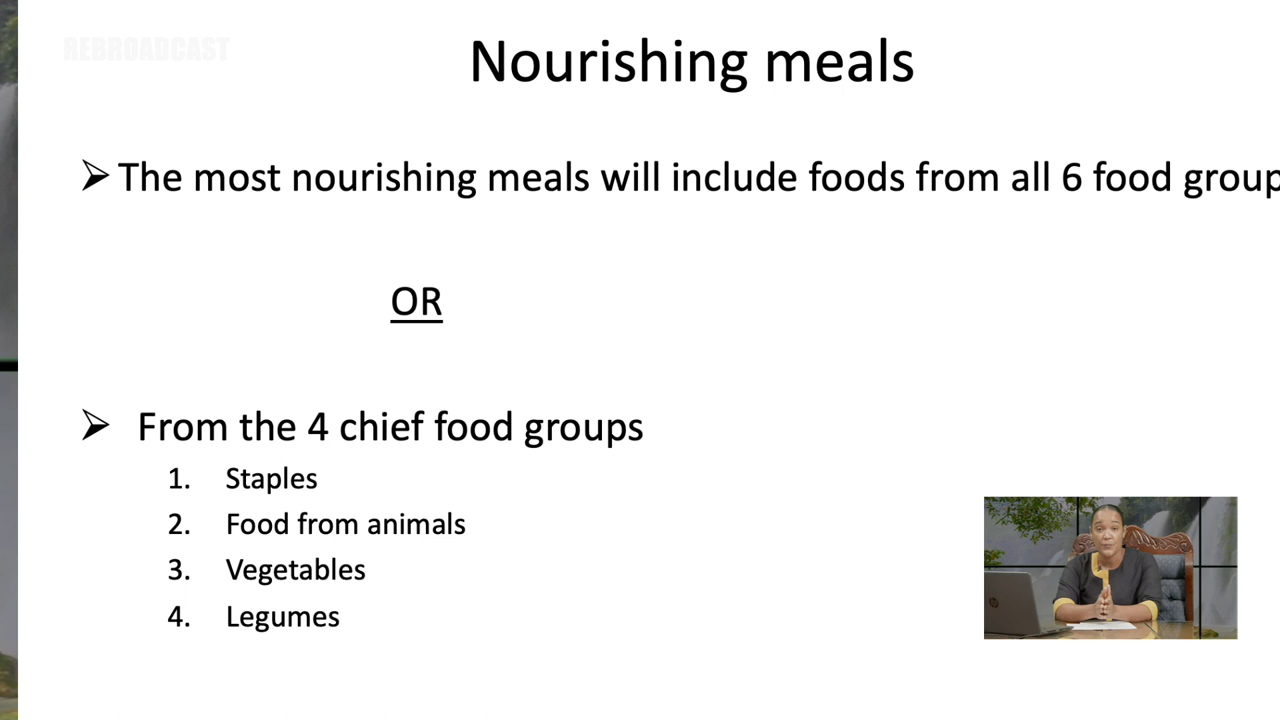 REBROADCAST
Nourishing meals
➢ The most nourishing meals will include foods from all 6 food group
OR
➢ From the 4 chief food groups
1. Staples
2. Food from animals
3. Vegetables
4. Legumes